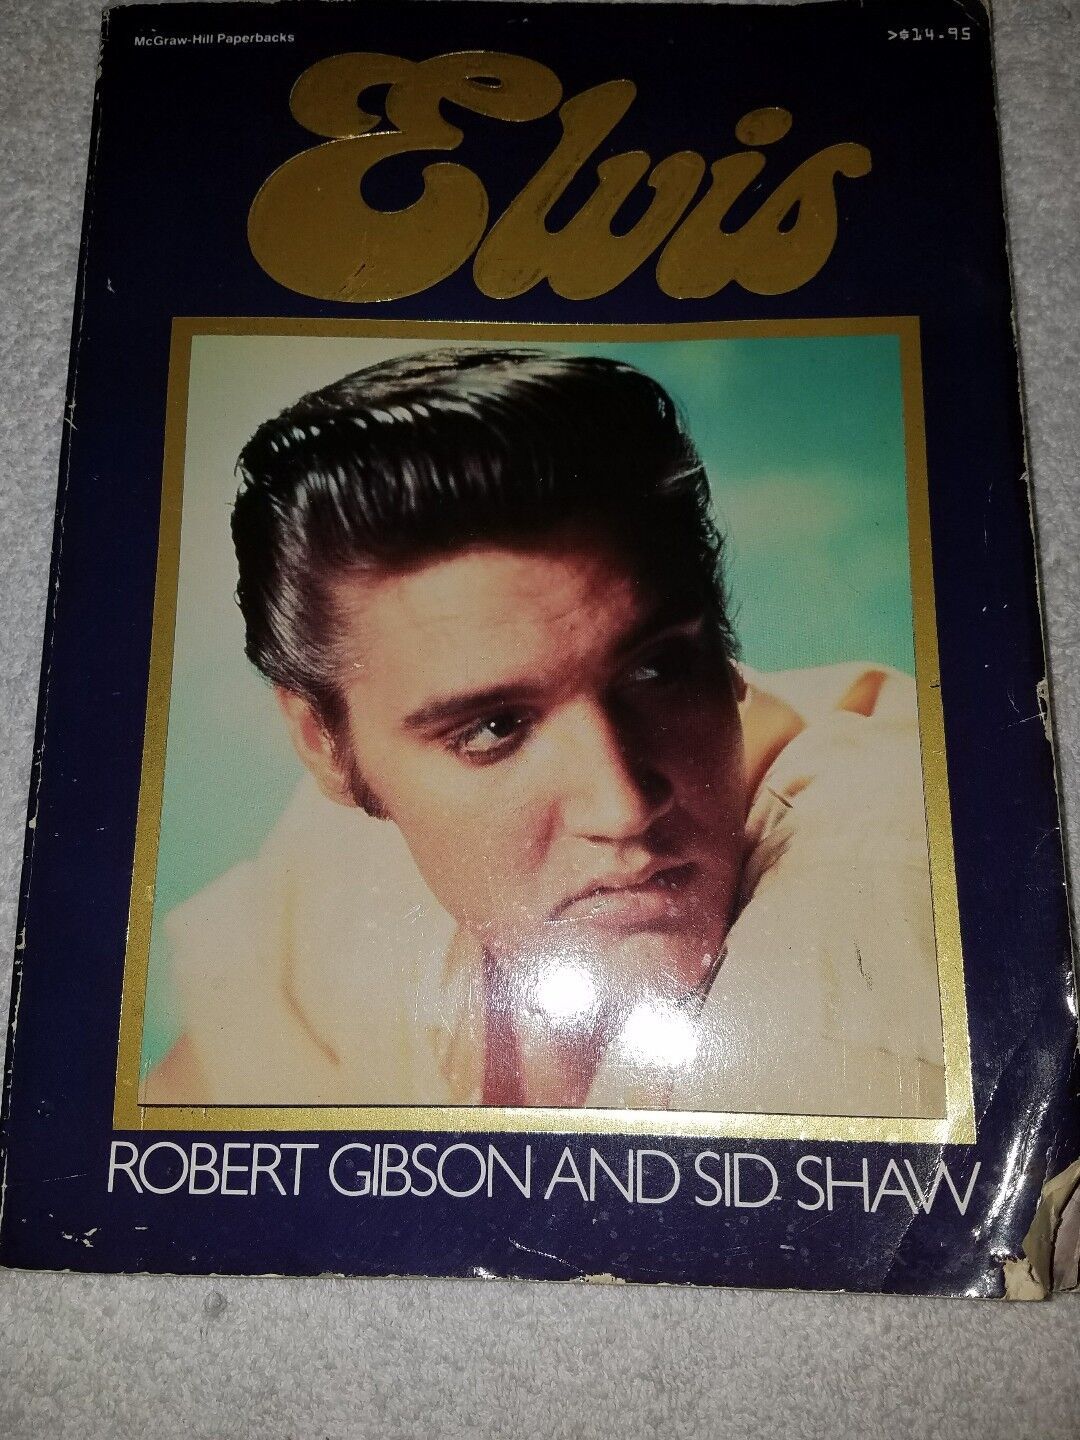 McGraw-Hill Paperbacks >$14.95
Elvis
ROBERT GIBSON AND SID SHAW